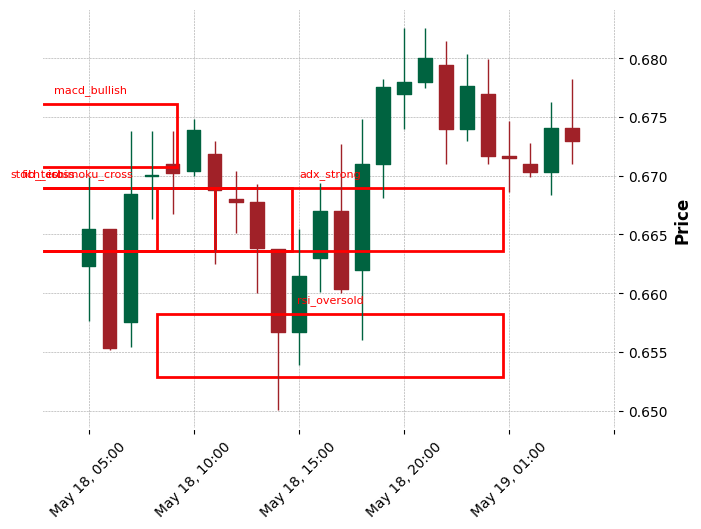 macd_bullish
ichimoku_cross
adx_strong
rsi_oversold
0.680
0.675
0.670
0.665
0.660
0.655
0.650
Price
May 18, 05:00
May 18, 10:00
May 18, 15:00
May 18, 20:00
May 19, 01:00